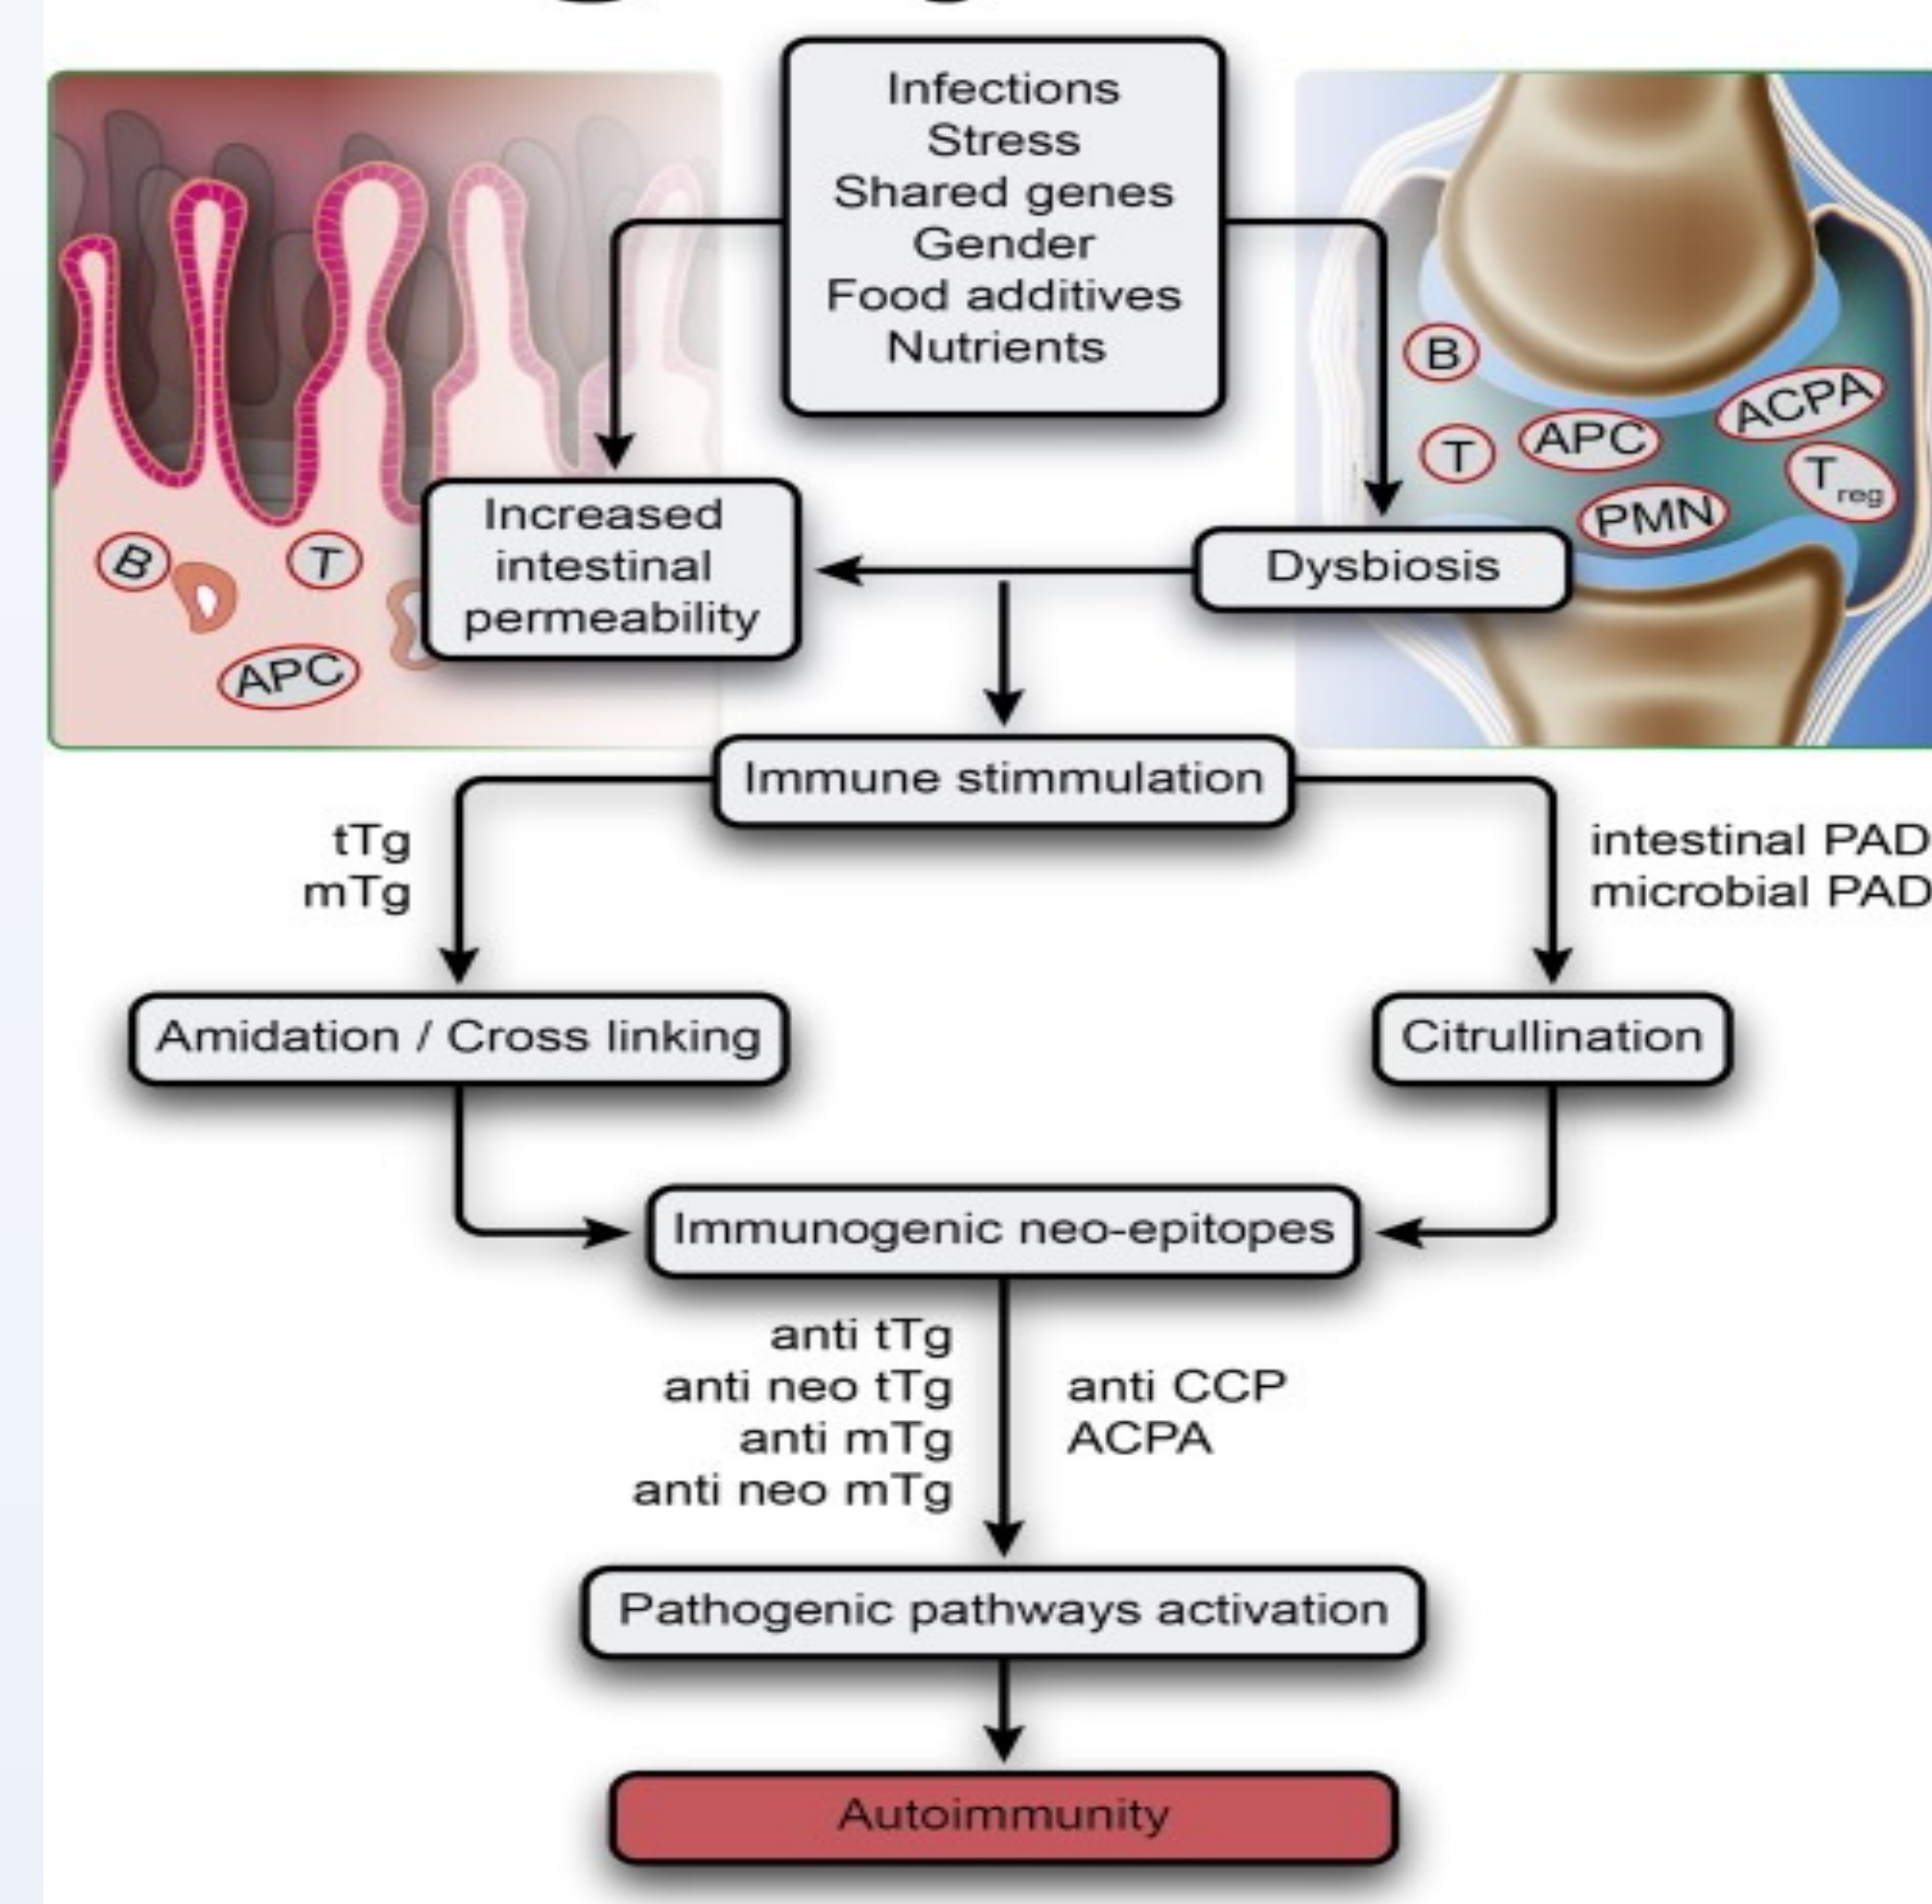 Infections
Stress
Shared genes
Gender
Food additives
Nutrients
B
T
APC
ACPA
Treg
PMN
Increased
intestinal
permeability
Dysbiosis
B
T
APC
Immune stimmulation
tTg
mTg
intestinal PAD
microbial PAD
Amidation / Cross linking
Citrullination
Immunogenic neo-epitopes
anti tTg
anti neo tTg
anti mTg
anti neo mTg
anti CCP
ACPA
Pathogenic pathways activation
Autoimmunity